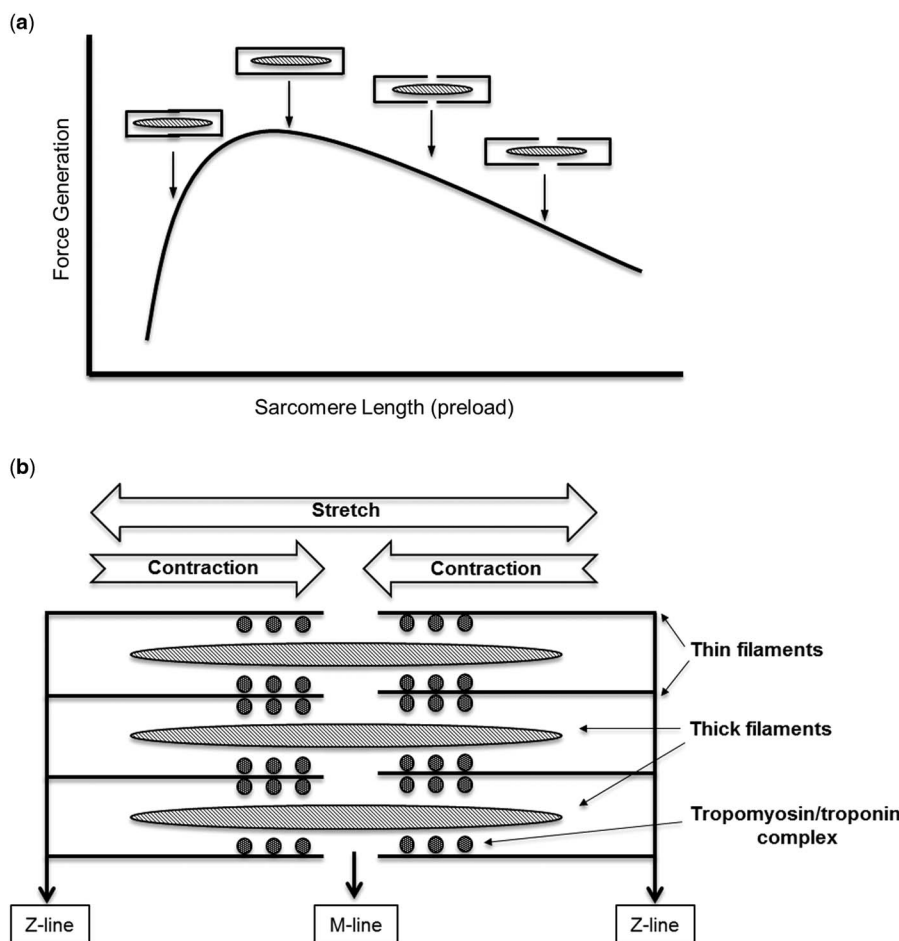 (a)
Force Generation
Sarcomere Length (preload)
(b)
Stretch
Contraction
Contraction
Thin filaments
Thick filaments
Tropomyosin/troponin
complex
Z-line
M-line
Z-line